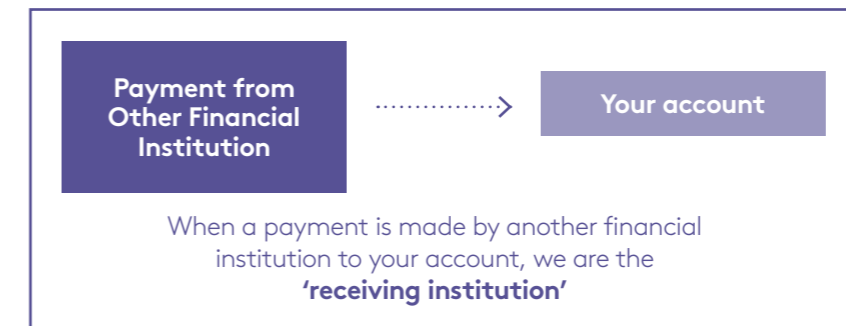 Payment from
Other Financial
Institution
Your account
When a payment is made by another financial
institution to your account, we are the
‘receiving institution’